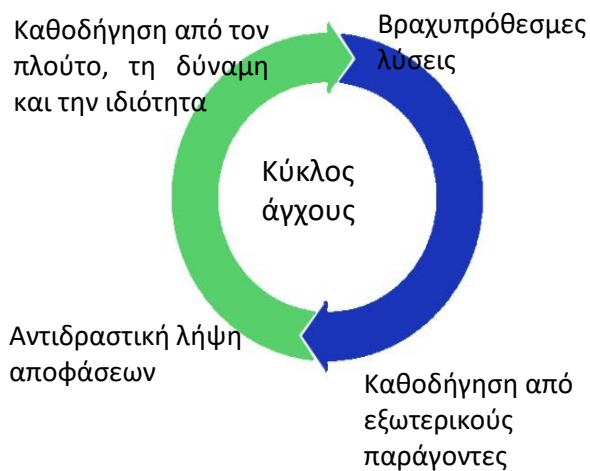 Καθοδήγηση από τον
πλούτο, τη δύναμη
και την ιδιότητα
Βραχυπρόθεσμες
λύσεις
Κύκλος
άγχους
Αντιδραστική λήψη
αποφάσεων
Καθοδήγηση από
εξωτερικούς
παράγοντες